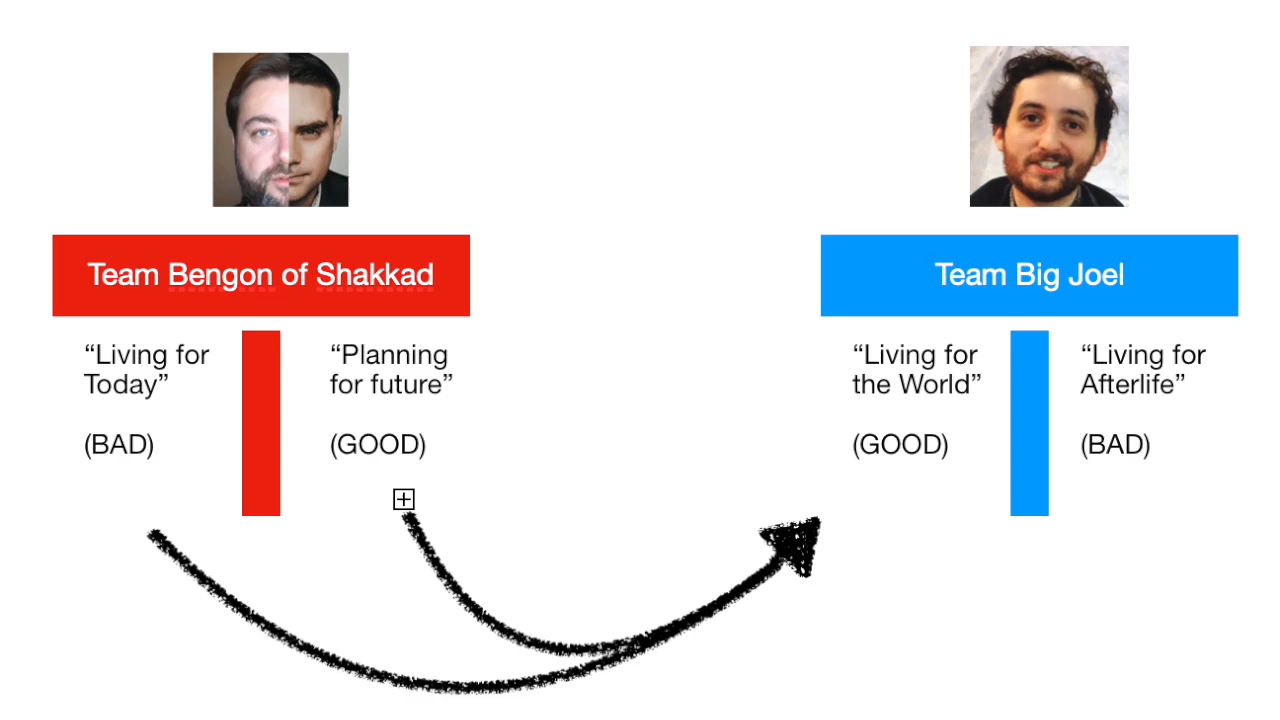 Team Bengon of Shakkad
“Living for
Today”
(BAD)
“Planning
for future”
(GOOD)
Team Big Joel
“Living for
the World”
(GOOD)
“Living for
Afterlife”
(BAD)